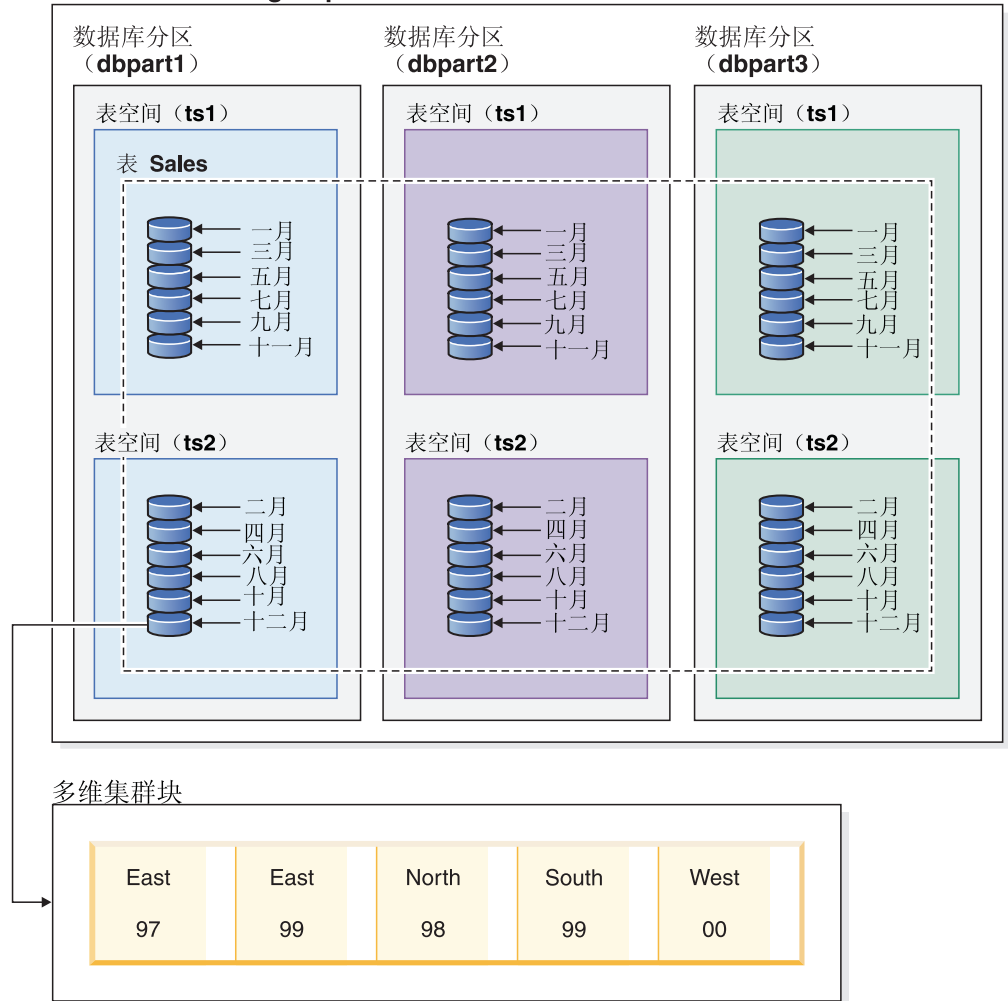 数据库分区
（dbpart1）
数据库分区
（dbpart2）
数据库分区
（dbpart3）
表空间（ts1）
表 Sales
一月
三月
五月
七月
九月
十一月
表空间（ts1）
一月
三月
五月
七月
九月
十一月
表空间（ts1）
一月
三月
五月
七月
九月
十一月
表空间（ts2）
二月
四月
六月
八月
十月
十二月
表空间（ts2）
二月
四月
六月
八月
十月
十二月
表空间（ts2）
二月
四月
六月
八月
十月
十二月
多维集群块
East
97
East
99
North
98
South
99
West
00